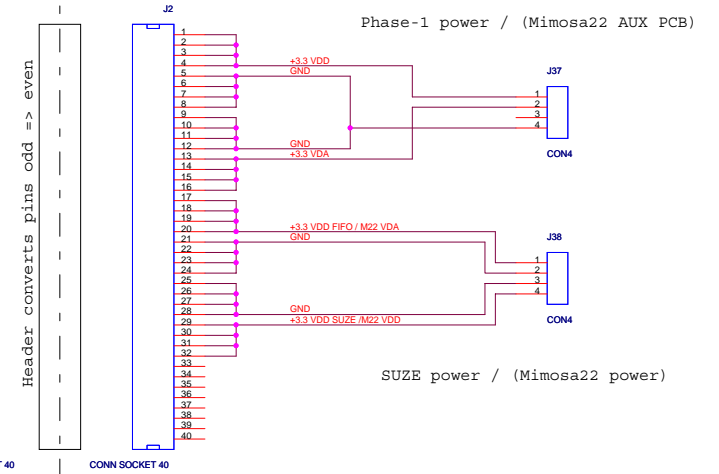 J2
Phase-1 power / (Mimosa22 AUX PCB)
Header converts pins odd => even
1
2
3
4
5
6
7
8
9
10
11
12
13
14
15
16
17
18
19
20
21
22
23
24
25
26
27
28
29
30
31
32
33
34
35
36
37
38
39
40
+3.3 VDD
GND
GND
+3.3 VDA
J37
1
2
3
4
CON4
+3.3 VDD FIFO / M22 VDA
GND
GND
+3.3 VDD SUZE /M22 VDD
J38
1
2
3
4
CON4
SUZE power / (Mimosa22 power)
T 40
CONN SOCKET 40